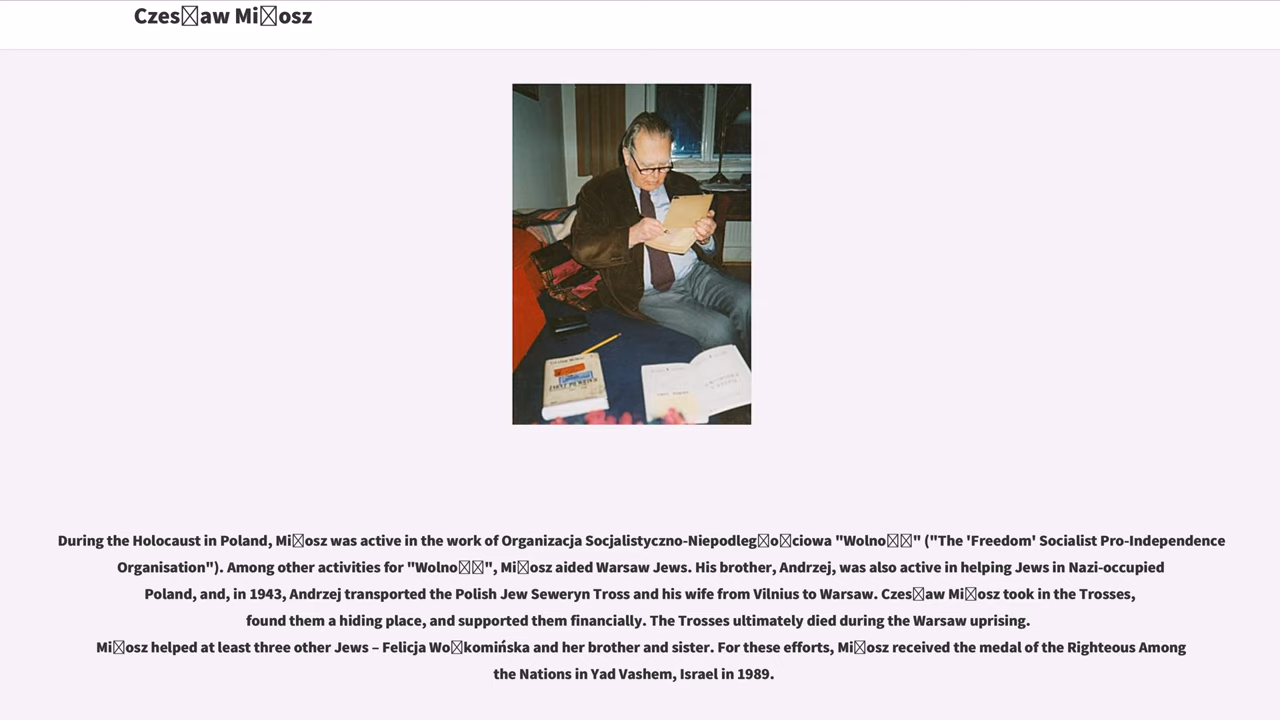 Czes▯aw Mi▯osz
During the Holocaust in Poland, Mi▯osz was active in the work of Organizacja Socjalistyczno-Niepodleg▯o▯ciowa "Wolno▯▯" ("The 'Freedom' Socialist Pro-Independence
Organisation"). Among other activities for "Wolno▯▯", Mi▯osz aided Warsaw Jews. His brother, Andrzej, was also active in helping Jews in Nazi-occupied
Poland, and, in 1943, Andrzej transported the Polish Jew Seweryn Tross and his wife from Vilnius to Warsaw. Czes▯aw Mi▯osz took in the Trosses,
found them a hiding place, and supported them financially. The Trosses ultimately died during the Warsaw uprising.
Mi▯osz helped at least three other Jews – Felicja Wo▯komińska and her brother and sister. For these efforts, Mi▯osz received the medal of the Righteous Among
the Nations in Yad Vashem, Israel in 1989.